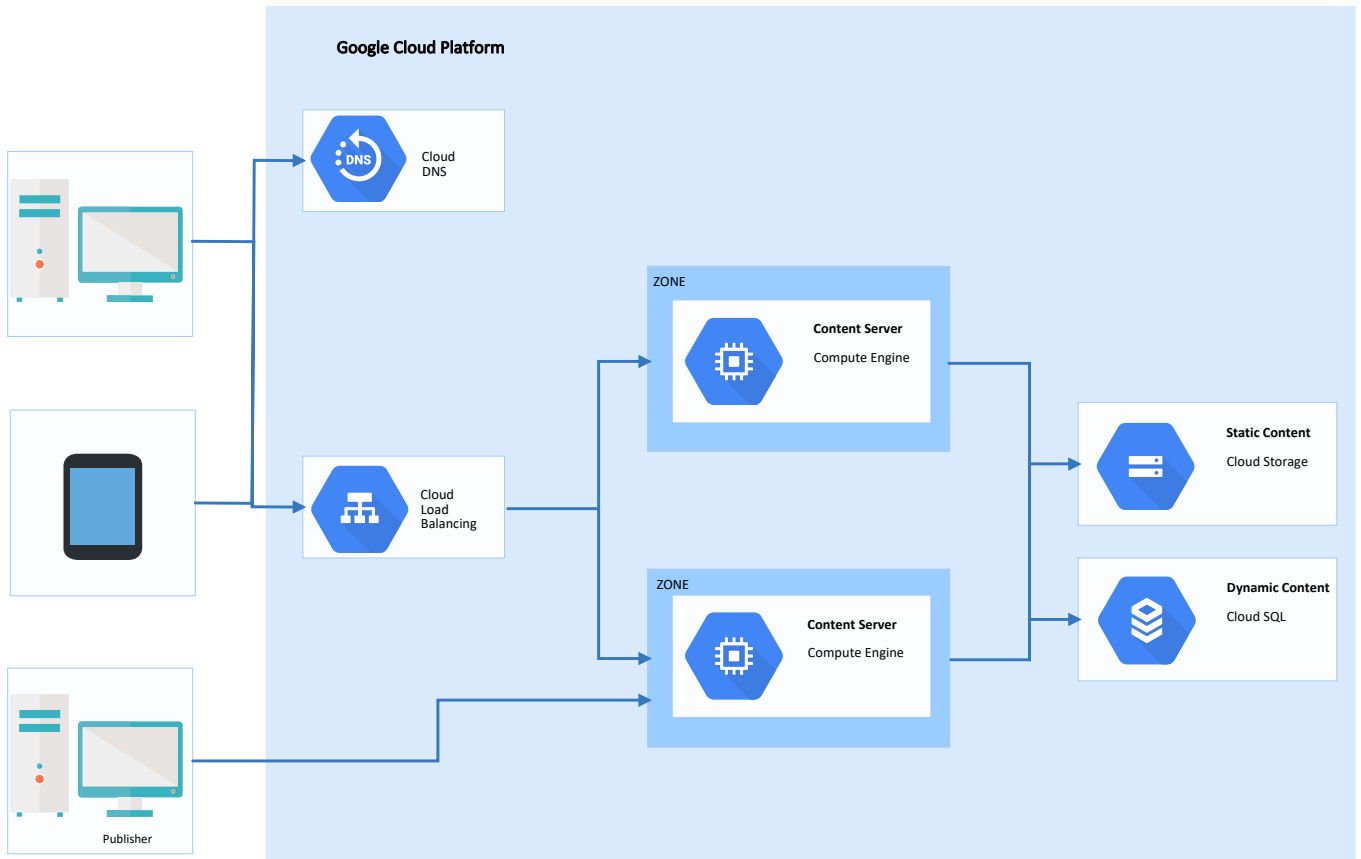 Google Cloud Platform
DNS
Cloud
DNS
ZONE
Content Server
Compute Engine
Static Content
Cloud Storage
Cloud
Load
Balancing
ZONE
Content Server
Compute Engine
Dynamic Content
Cloud SQL
Publisher